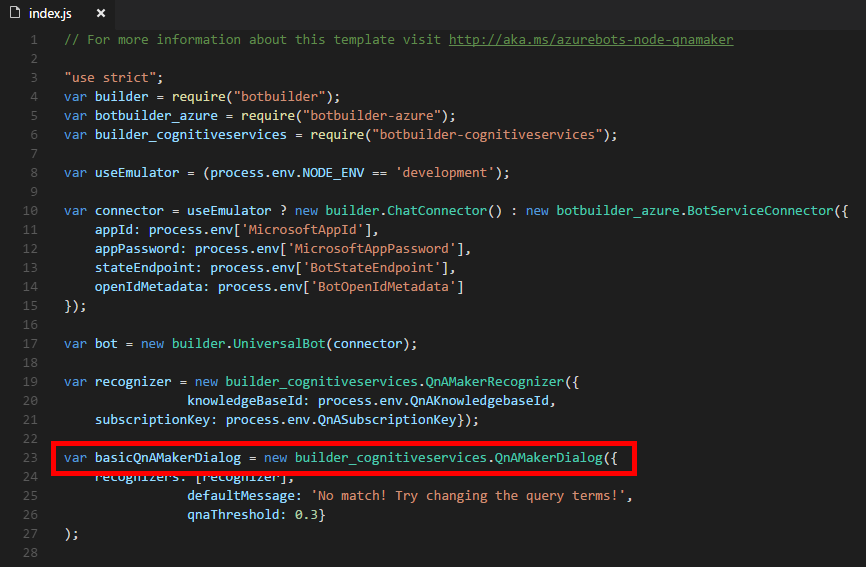 index.js ×
1 // For more information about this template visit http://aka.ms/azurebots-node-qnamaker
2
3 "use strict";
4 var builder = require("botbuilder");
5 var botbuilder_azure = require("botbuilder-azure");
6 var builder_cognitiveservices = require("botbuilder-cognitiveservices");
7
8 var useEmulator = (process.env.NODE_ENV == 'development');
9
10 var connector = useEmulator ? new builder.ChatConnector() : new botbuilder_azure.BotServiceConnector({
11 appId: process.env['MicrosoftAppId'],
12 appPassword: process.env['MicrosoftAppPassword'],
13 stateEndpoint: process.env['BotStateEndpoint'],
14 openIdMetadata: process.env['BotOpenIdMetadata']
15 });
16
17 var bot = new builder.UniversalBot(connector);
18
19 var recognizer = new builder_cognitiveservices.QnAMakerRecognizer({
20 knowledgeBaseId: process.env.QnAKnowledgebaseId,
21 subscriptionKey: process.env.QnASubscriptionKey});
22
23 var basicQnAMakerDialog = new builder_cognitiveservices.QnAMakerDialog({
24 recognizers: [recognizer],
25 defaultMessage: 'No match! Try changing the query terms!',
26 qnaThreshold: 0.3}
27 );
28